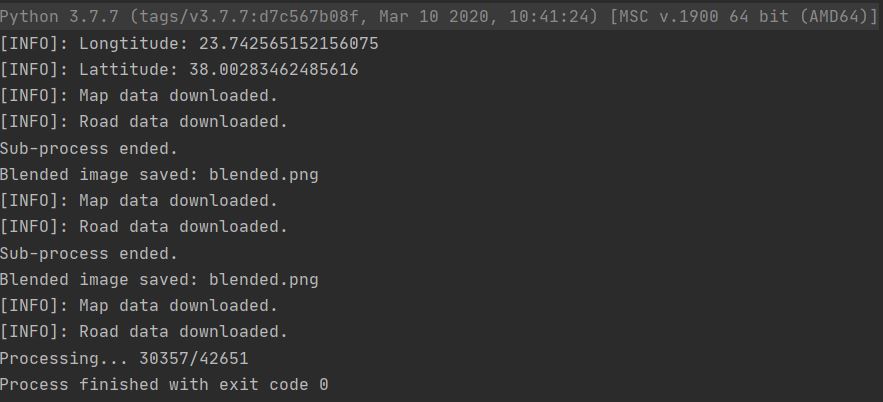 Python 3.7.7 (tags/v3.7.7:d7c567b08f, Mar 10 2020, 10:41:24) [MSC v.1900 64 bit (AMD64)]
[INFO]: Longtitude: 23.742565152156075
[INFO]: Lattitude: 38.00283462485616
[INFO]: Map data downloaded.
[INFO]: Road data downloaded.
Sub-process ended.
Blended image saved: blended.png
[INFO]: Map data downloaded.
[INFO]: Road data downloaded.
Sub-process ended.
Blended image saved: blended.png
[INFO]: Map data downloaded.
[INFO]: Road data downloaded.
Processing... 30357/42651
Process finished with exit code 0